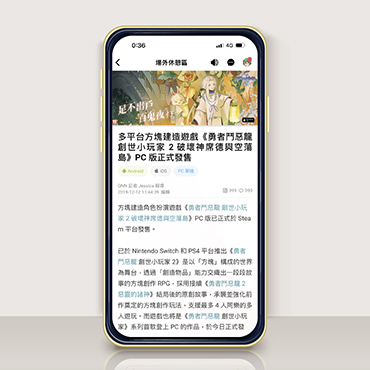 0:36
4G
場外休憩區
足不出戶
百鬼夜行
多平台方塊建造遊戲《勇者鬥惡龍
創世小玩家 2 破壞神席德與空蕩
島》PC 版正式發售
Android
iOS
PC 單機
GNN 記者 Jessica 報導
2019-12-12 11:44:39 編輯
方塊建造角色扮演遊戲《勇者鬥惡龍 創世小玩
家 2 破壞神席德與空蕩島》PC 版已正式於 Stea
m 平台發售。
已於 Nintendo Switch 和 PS4 平台推出《勇者
鬥惡龍 創世小玩家 2》是以「方塊」構成的世界
為舞台，透過「創造物品」能力交織出一段段故
事的方塊創作 RPG，採用接續《勇者鬥惡龍 2
惡靈的諸神》結局後的原創故事，承襲並強化前
作奠定的方塊創作玩法、支援最多 4 人同樂的多
人遊玩。而遊戲也將是《勇者鬥惡龍 創世小玩
家》系列首款登上 PC 的作品，於今日正式發